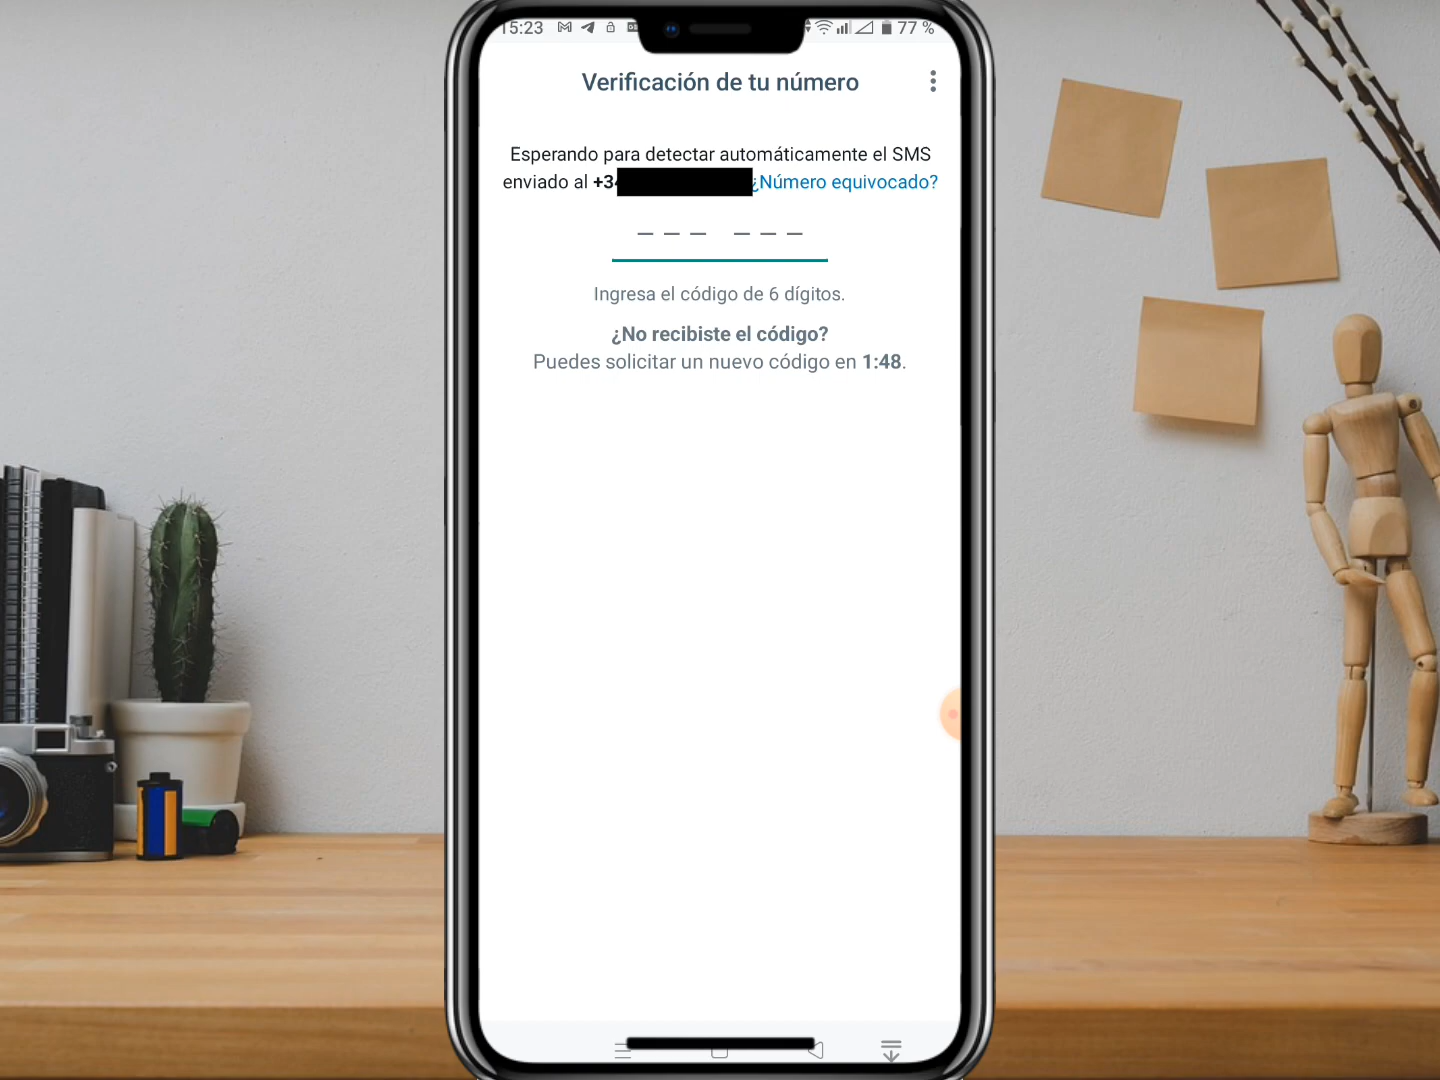 15:23 77 %
Verificación de tu número
Esperando para detectar automáticamente el SMS
enviado al +34 ¿Número equivocado?
Ingresa el código de 6 dígitos.
¿No recibiste el código?
Puedes solicitar un nuevo código en 1:48.